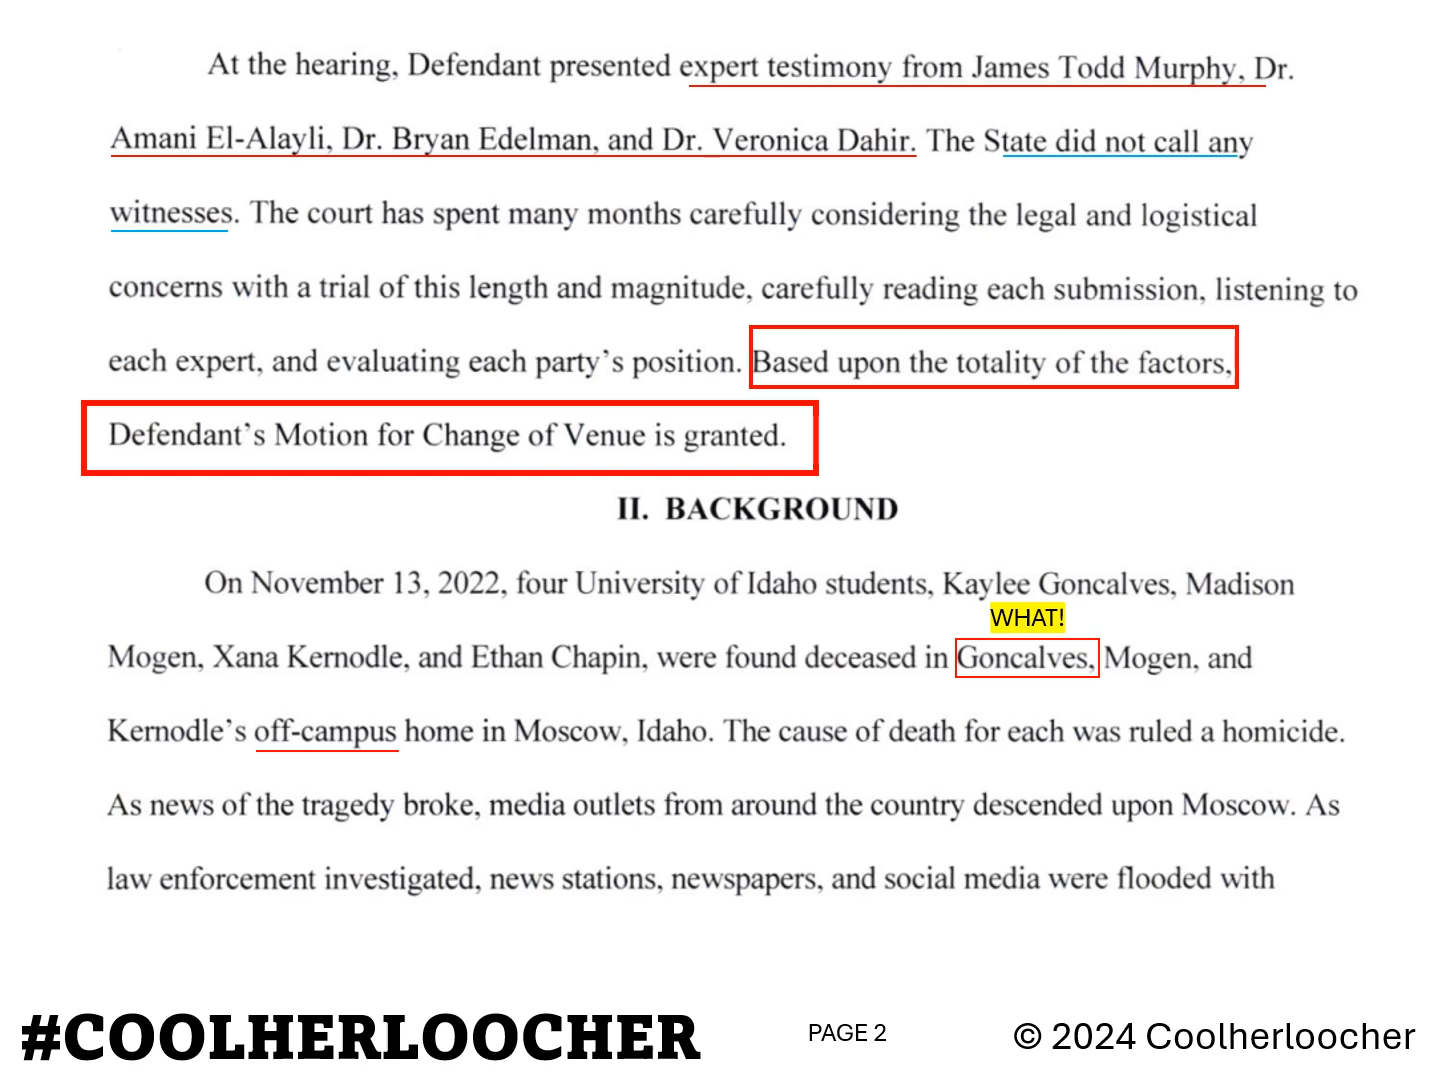 At the hearing, Defendant presented expert testimony from James Todd Murphy, Dr.
Amani El-Alayli, Dr. Bryan Edelman, and Dr. Veronica Dahir. The State did not call any
witnesses. The court has spent many months carefully considering the legal and logistical
concerns with a trial of this length and magnitude, carefully reading each submission, listening to
each expert, and evaluating each party’s position. Based upon the totality of the factors,
Defendant’s Motion for Change of Venue is granted.
II. BACKGROUND
On November 13, 2022, four University of Idaho students, Kaylee Goncalves, Madison
WHAT!
Mogen, Xana Kernodle, and Ethan Chapin, were found deceased in Goncalves, Mogen, and
Kernodle’s off-campus home in Moscow, Idaho. The cause of death for each was ruled a homicide.
As news of the tragedy broke, media outlets from around the country descended upon Moscow. As
law enforcement investigated, news stations, newspapers, and social media were flooded with
#COOLHERLOOCHER PAGE 2 © 2024 Coolherloocher